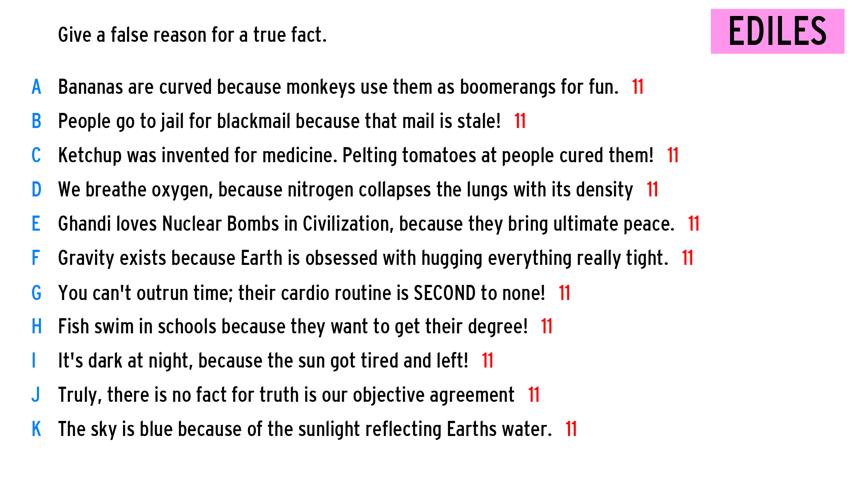 Give a false reason for a true fact.
EDILES
A Bananas are curved because monkeys use them as boomerangs for fun. 11
B People go to jail for blackmail because that mail is stale! 11
C Ketchup was invented for medicine. Pelting tomatoes at people cured them! 11
D We breathe oxygen, because nitrogen collapses the lungs with its density 11
E Ghandi loves Nuclear Bombs in Civilization, because they bring ultimate peace. 11
F Gravity exists because Earth is obsessed with hugging everything really tight. 11
G You can't outrun time; their cardio routine is SECOND to none! 11
H Fish swim in schools because they want to get their degree! 11
I It's dark at night, because the sun got tired and left! 11
J Truly, there is no fact for truth is our objective agreement 11
K The sky is blue because of the sunlight reflecting Earths water. 11